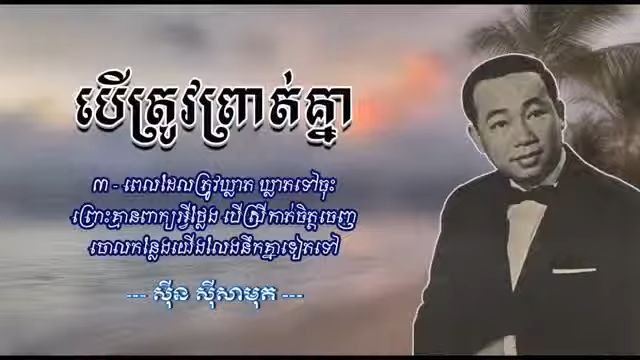 បើត្រូវព្រាត់គ្នា
៣ - ពេលដែលត្រូវឃ្លាត ឃ្លាតទៅចុះ
ព្រោះគ្មានពាក្យអ្វីថ្លែង បើស្រីកាត់ចិត្តចេញ
ចោលកន្លែងយើងលែងនឹកគ្នាទៀតទៅ
--- ស៊ីន ស៊ីសាមុត ---